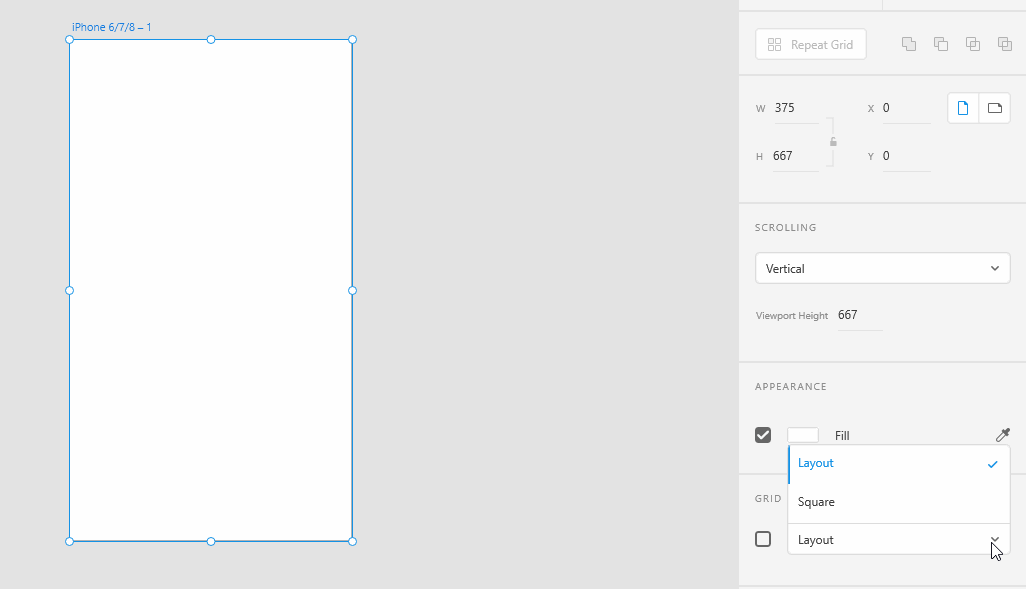 iPhone 6/7/8 – 1
Repeat Grid
W 375 X 0
H 667 Y 0
SCROLLING
Vertical
Viewport Height 667
APPEARANCE
Fill
Layout
GRID
Square
Layout